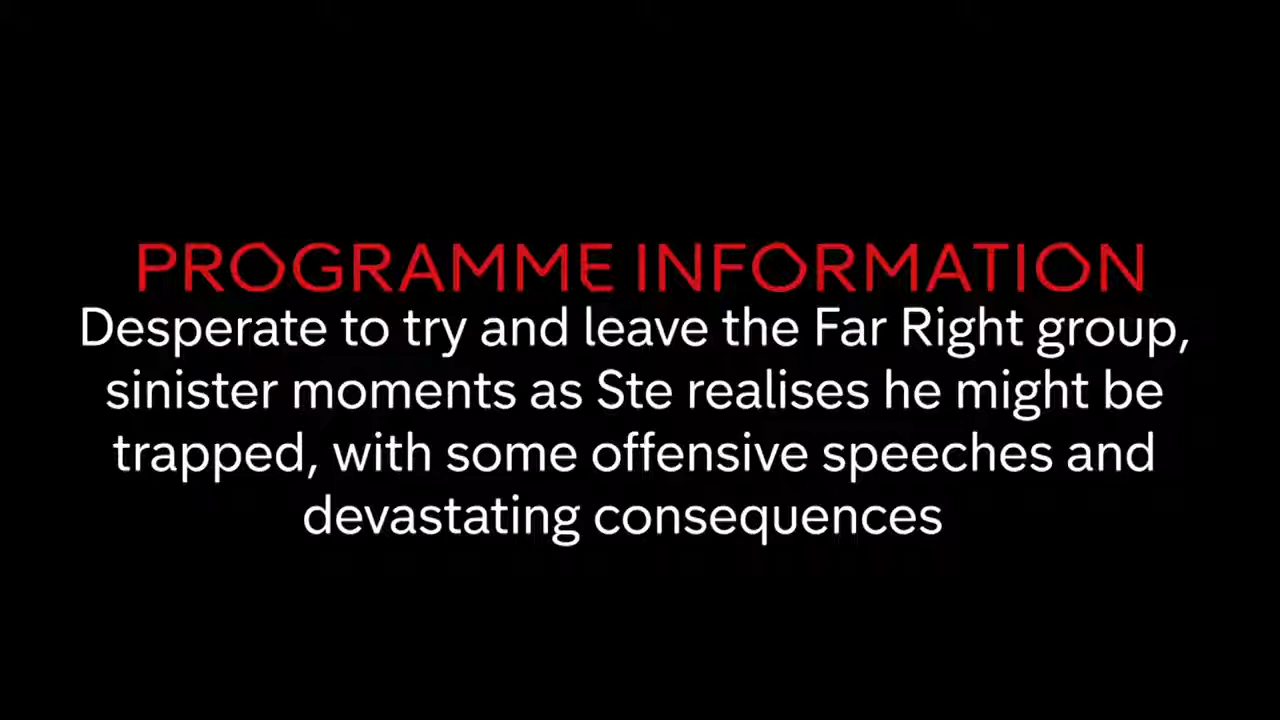 PROGRAMME INFORMATION
Desperate to try and leave the Far Right group,
sinister moments as Ste realises he might be
trapped, with some offensive speeches and
devastating consequences